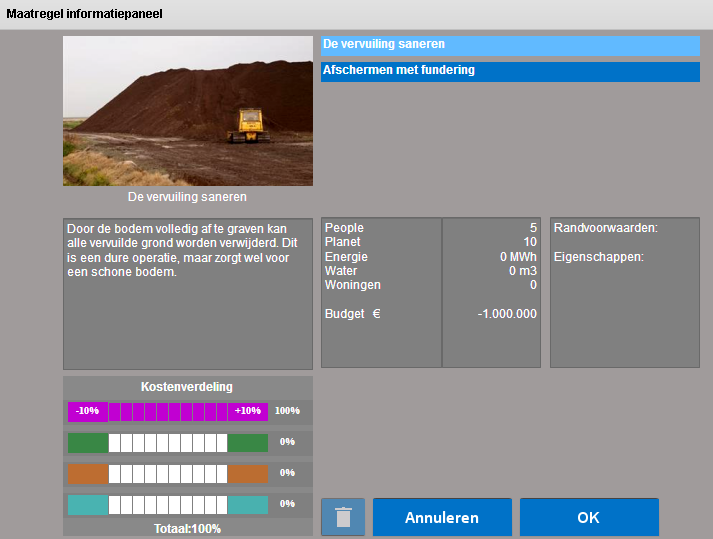 Maatregel informatiepaneel
De vervuiling saneren
Afschermen met fundering
De vervuiling saneren
Door de bodem volledig af te graven kan
alle vervuilde grond worden verwijderd. Dit
is een dure operatie, maar zorgt wel voor
een schone bodem.
People 5
Planet 10
Energie 0 MWh
Water 0 m3
Woningen 0
Budget € -1.000.000
Randvoorwaarden:
Eigenschappen:
Kostenverdeling
-10% +10% 100%
0%
0%
0%
Totaal:100%
Annuleren
OK